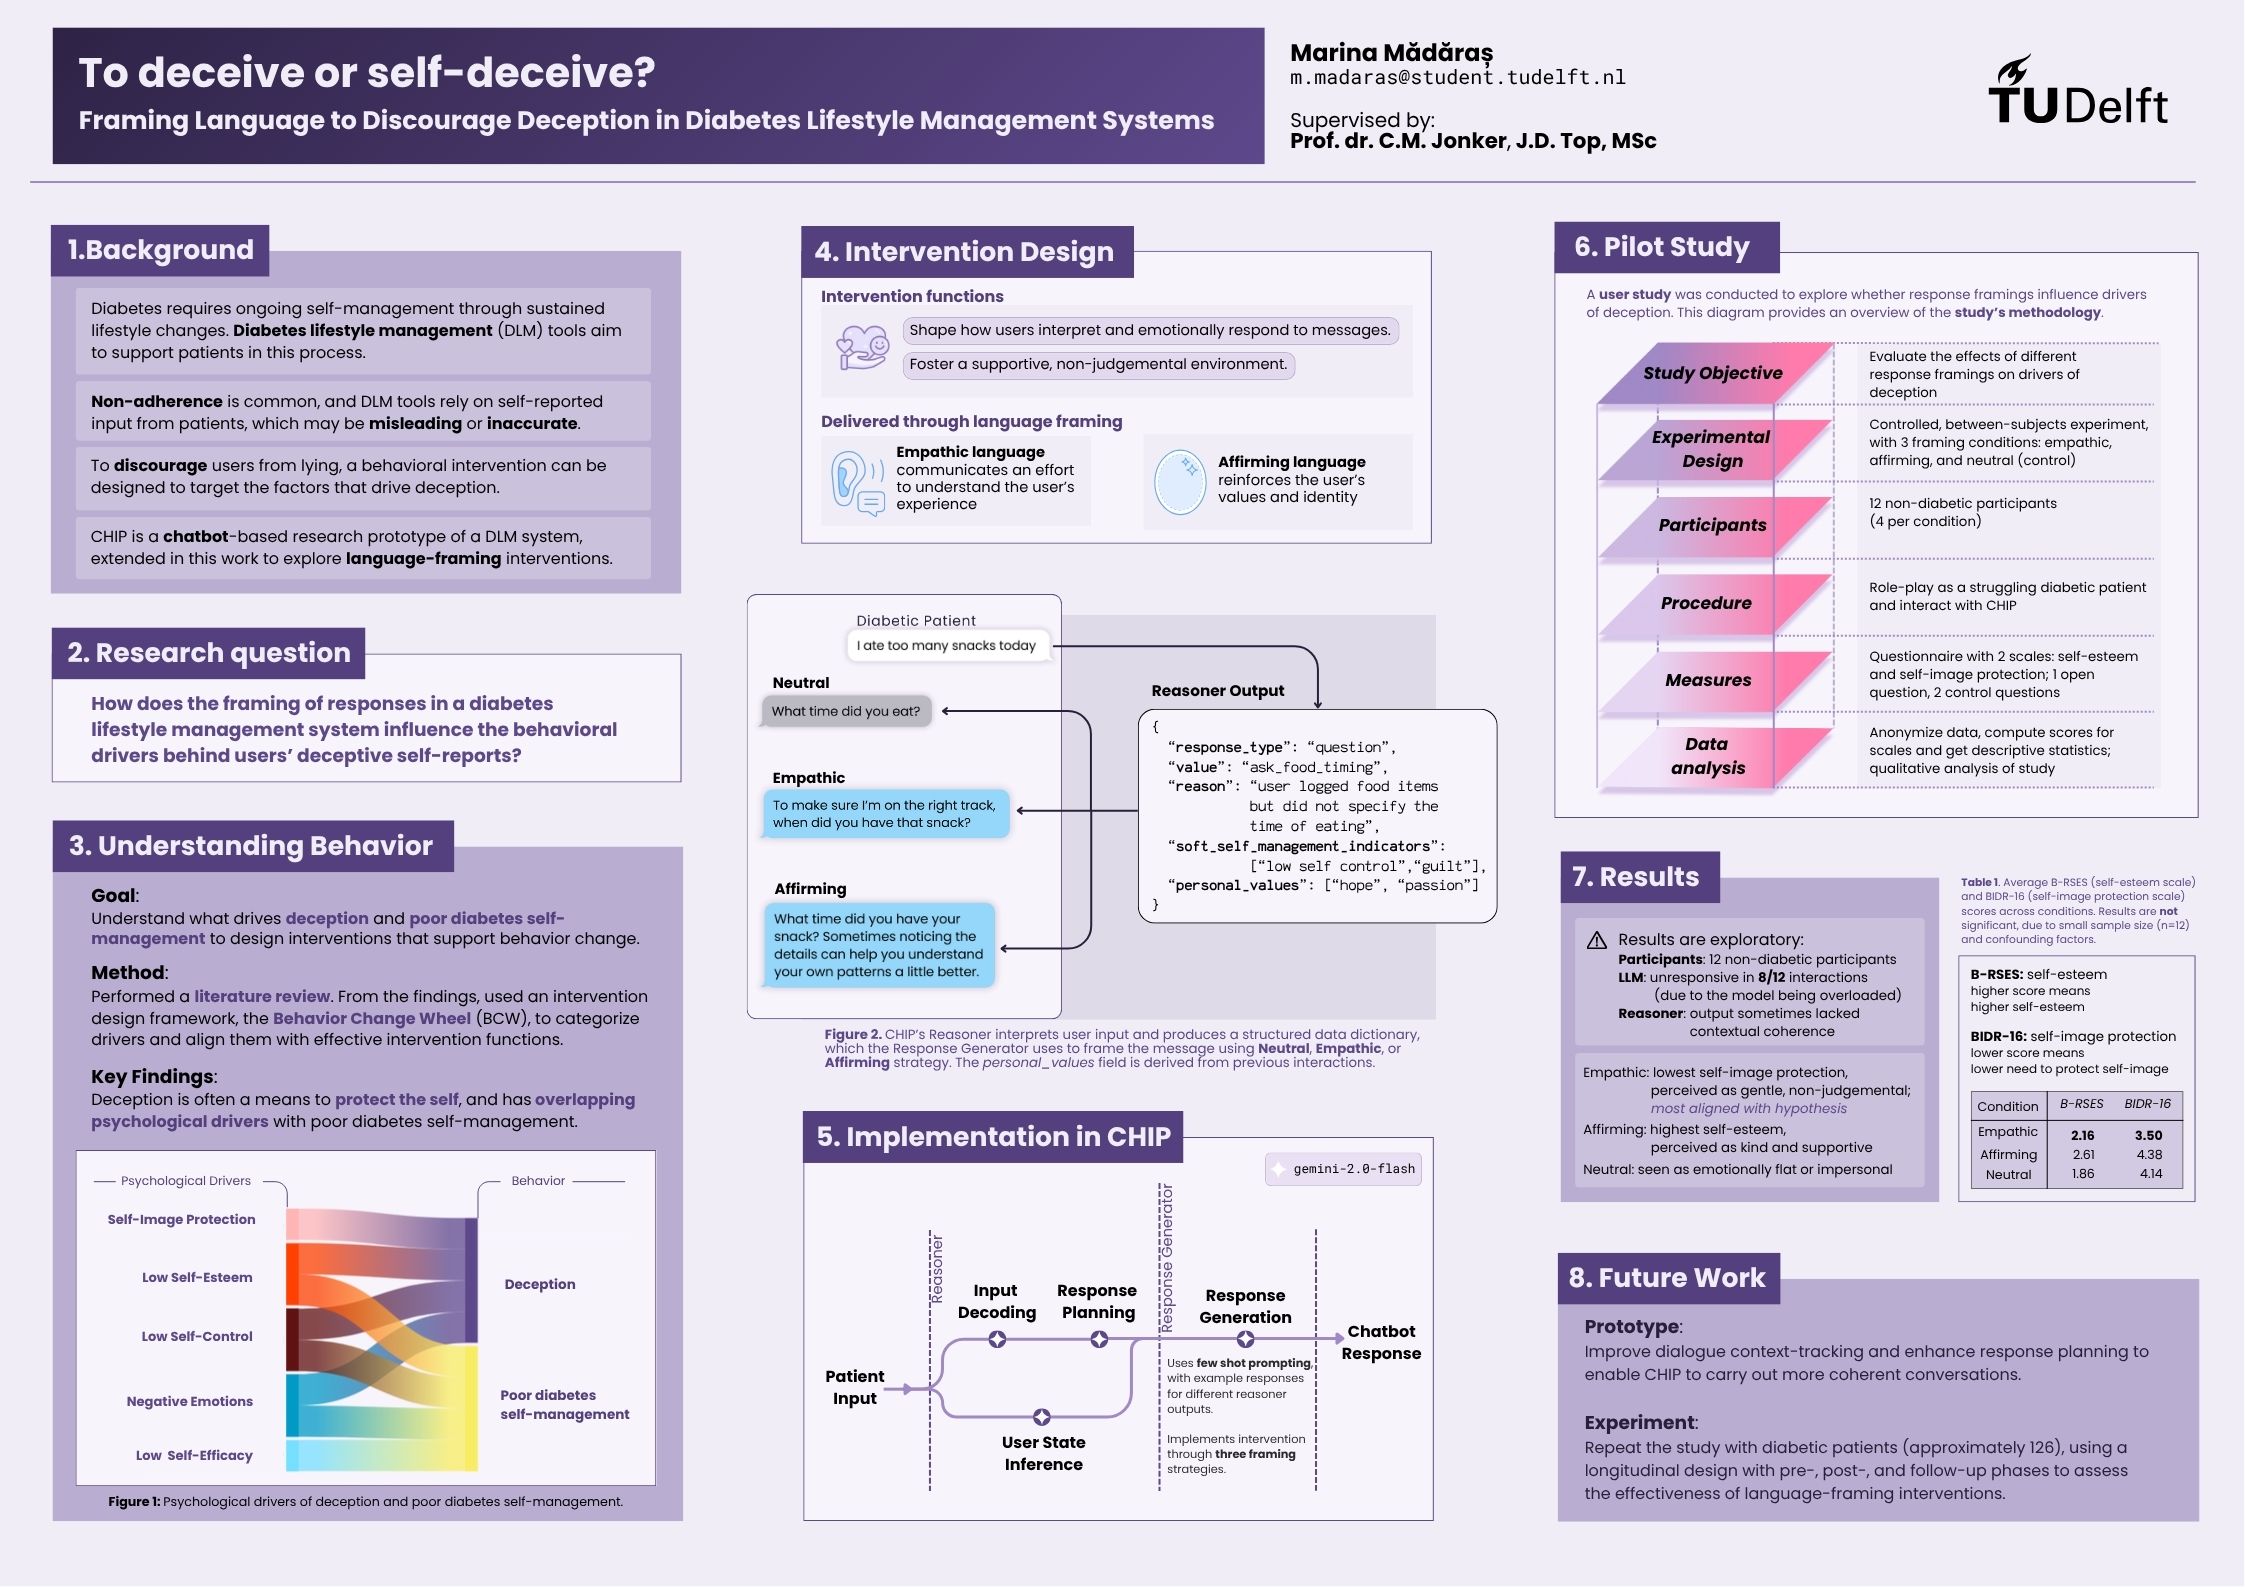 To deceive or self-deceive?
Framing Language to Discourage Deception in Diabetes Lifestyle Management Systems
Marina Mădăraș
m.madaras@student.tudelft.nl
Supervised by:
Prof. dr. C.M. Jonker, J.D. Top, MSc
TUDelft
1.Background
Diabetes requires ongoing self-management through sustained
lifestyle changes. Diabetes lifestyle management (DLM) tools aim
to support patients in this process.
Non-adherence is common, and DLM tools rely on self-reported
input from patients, which may be misleading or inaccurate.
To discourage users from lying, a behavioral intervention can be
designed to target the factors that drive deception.
CHIP is a chatbot-based research prototype of a DLM system,
extended in this work to explore language-framing interventions.
2. Research question
How does the framing of responses in a diabetes
lifestyle management system influence the behavioral
drivers behind users’ deceptive self-reports?
3. Understanding Behavior
Goal:
Understand what drives deception and poor diabetes self-
management to design interventions that support behavior change.
Method:
Performed a literature review. From the findings, used an intervention
design framework, the Behavior Change Wheel (BCW), to categorize
drivers and align them with effective intervention functions.
Key Findings:
Deception is often a means to protect the self, and has overlapping
psychological drivers with poor diabetes self-management.
Psychological Drivers
Behavior
Self-Image Protection
Low Self-Esteem
Low Self-Control
Negative Emotions
Low Self-Efficacy
Deception
Poor diabetes
self-management
Figure 1: Psychological drivers of deception and poor diabetes self-management.
4. Intervention Design
Intervention functions
Shape how users interpret and emotionally respond to messages.
Foster a supportive, non-judgemental environment.
Delivered through language framing
Empathic language
communicates an effort
to understand the user’s
experience
Affirming language
reinforces the user’s
values and identity
Diabetic Patient
I ate too many snacks today
Neutral
What time did you eat?
Empathic
To make sure I’m on the right track,
when did you have that snack?
Affirming
What time did you have your
snack? Sometimes noticing the
details can help you understand
your own patterns a little better.
Reasoner Output
{
“response_type”: “question”,
“value”: “ask_food_timing”,
“reason”: “user logged food items
but did not specify the
time of eating”,
“soft_self_management_indicators”:
[“low self control”,“guilt”],
“personal_values”: [“hope”, “passion”]
}
Figure 2. CHIP’s Reasoner interprets user input and produces a structured data dictionary,
which the Response Generator uses to frame the message using Neutral, Empathic, or
Affirming strategy. The personal_values field is derived from previous interactions.
5. Implementation in CHIP
gemini-2.0-flash
Reasoner
Response Generator
Patient
Input
Input
Decoding
Response
Planning
User State
Inference
Response
Generation
Chatbot
Response
Uses few shot prompting,
with example responses
for different reasoner
outputs.
Implements intervention
through three framing
strategies.
6. Pilot Study
A user study was conducted to explore whether response framings influence drivers
of deception. This diagram provides an overview of the study’s methodology.
Study Objective
Evaluate the effects of different
response framings on drivers of
deception
Experimental
Design
Controlled, between-subjects experiment,
with 3 framing conditions: empathic,
affirming, and neutral (control)
Participants
12 non-diabetic participants
(4 per condition)
Procedure
Role-play as a struggling diabetic patient
and interact with CHIP
Measures
Questionnaire with 2 scales: self-esteem
and self-image protection; 1 open
question, 2 control questions
Data
analysis
Anonymize data, compute scores for
scales and get descriptive statistics;
qualitative analysis of study
7. Results
Results are exploratory:
Participants: 12 non-diabetic participants
LLM: unresponsive in 8/12 interactions
(due to the model being overloaded)
Reasoner: output sometimes lacked
contextual coherence
Empathic: lowest self-image protection,
perceived as gentle, non-judgemental;
most aligned with hypothesis
Affirming: highest self-esteem,
perceived as kind and supportive
Neutral: seen as emotionally flat or impersonal
Table 1. Average B-RSES (self-esteem scale)
and BIDR-16 (self-image protection scale)
scores across conditions. Results are not
significant, due to small sample size (n=12)
and confounding factors.
B-RSES: self-esteem
higher score means
higher self-esteem
BIDR-16: self-image protection
lower score means
lower need to protect self-image
Condition B-RSES BIDR-16
Empathic 2.16 3.50
Affirming 2.61 4.38
Neutral 1.86 4.14
8. Future Work
Prototype:
Improve dialogue context-tracking and enhance response planning to
enable CHIP to carry out more coherent conversations.
Experiment:
Repeat the study with diabetic patients (approximately 126), using a
longitudinal design with pre-, post-, and follow-up phases to assess
the effectiveness of language-framing interventions.